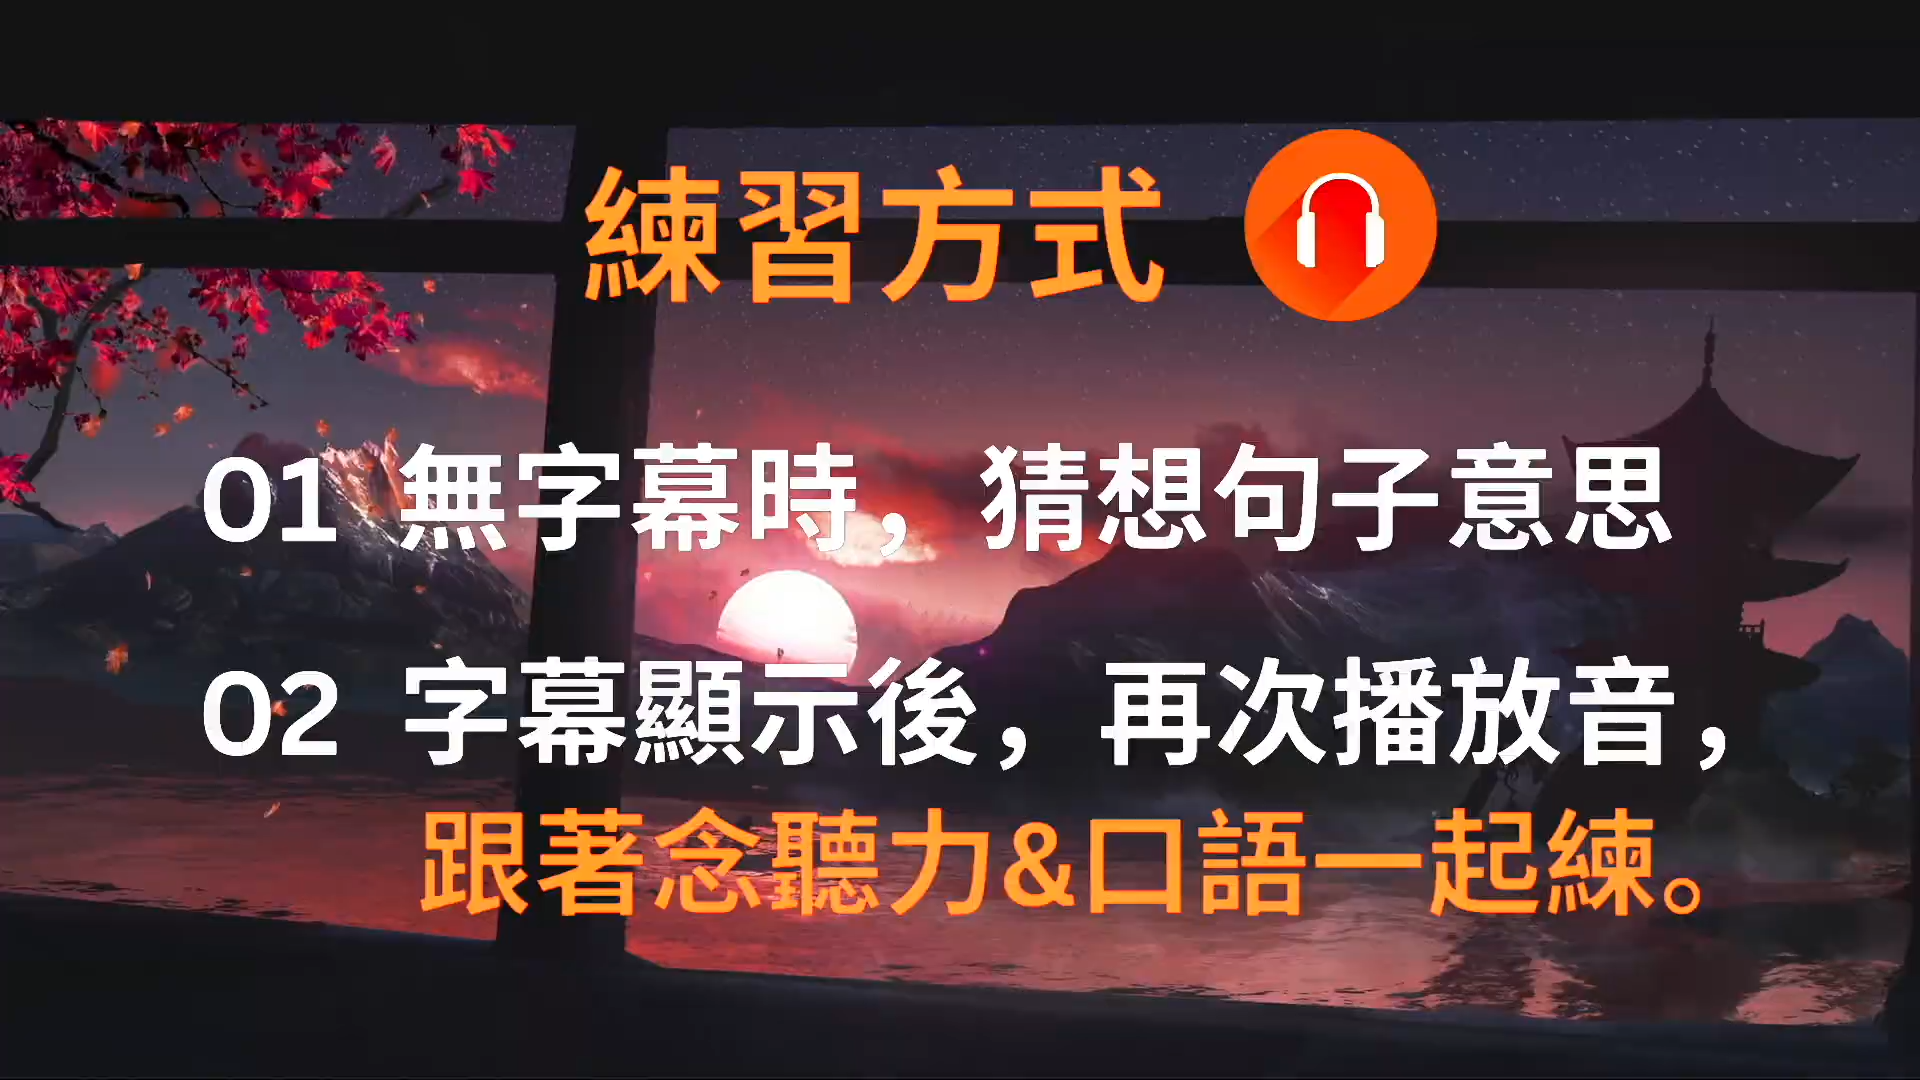 練習方式
01 無字幕時，猜想句子意思
02 字幕顯示後，再次播放音，
跟著念聽力&口語一起練。